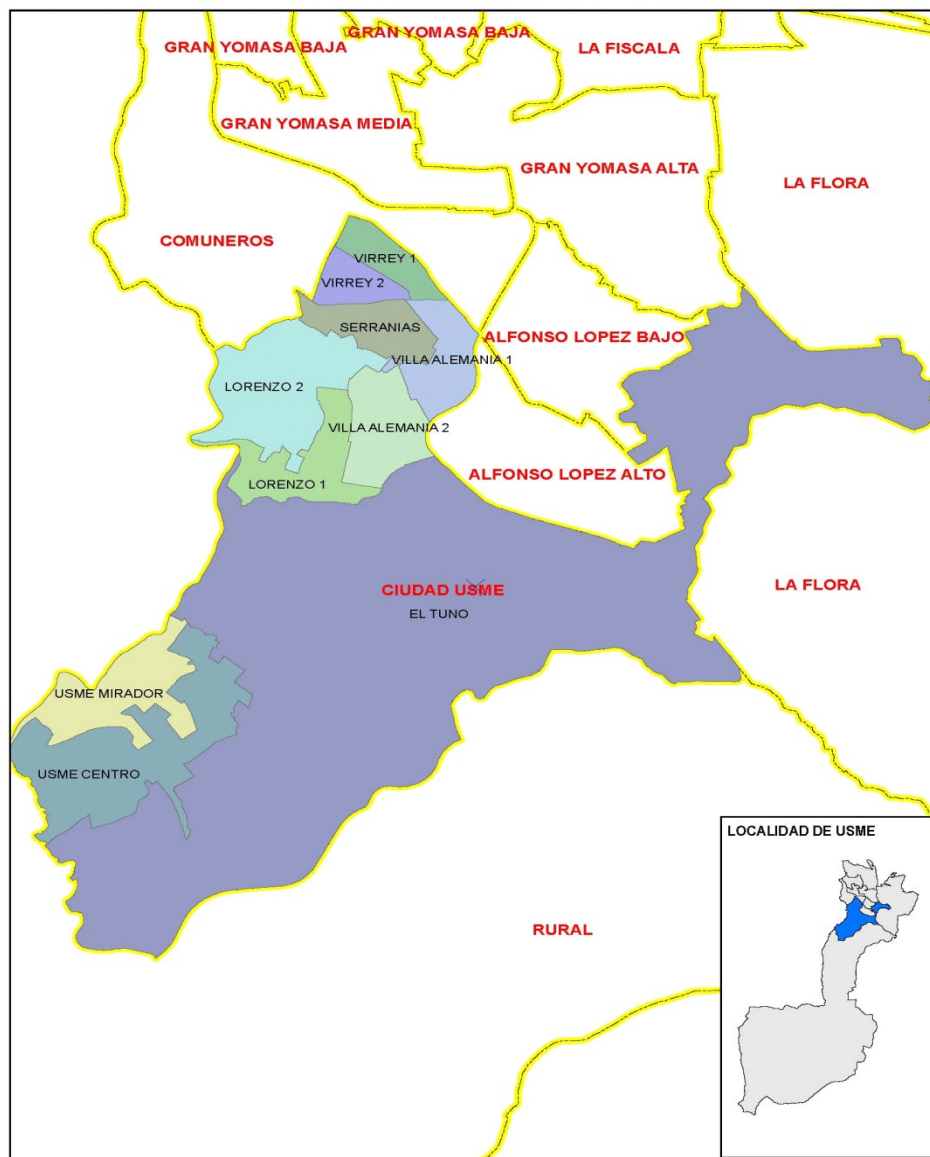 GRAN YOMASA BAJA
GRAN YOMASA BAJA
LA FISCALA
GRAN YOMASA MEDIA
GRAN YOMASA ALTA
LA FLORA
COMUNEROS
VIRREY 1
VIRREY 2
SERRANIAS
ALFONSO LOPEZ BAJO
VILLA ALEMANIA 1
LORENZO 2
VILLA ALEMANIA 2
ALFONSO LOPEZ ALTO
LORENZO 1
CIUDAD USME
LA FLORA
EL TUNO
USME MIRADOR
USME CENTRO
LOCALIDAD DE USME
RURAL